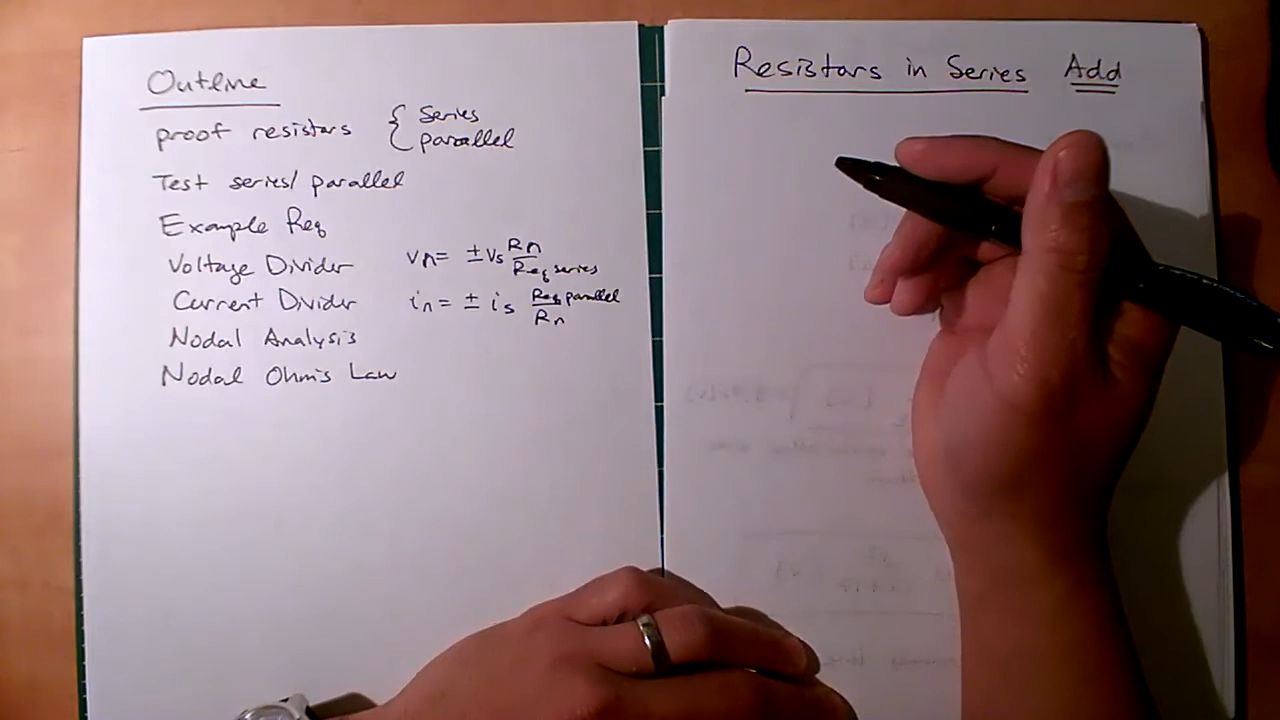 Outline
proof resistors { Series
parallel
Test series/parallel
Example Req
Voltage Divider vn = ± vs Rn/Req series
Current Divider in = ± is Req parallel/Rn
Nodal Analysis
Nodal Ohm's Law
Resistors in Series Add